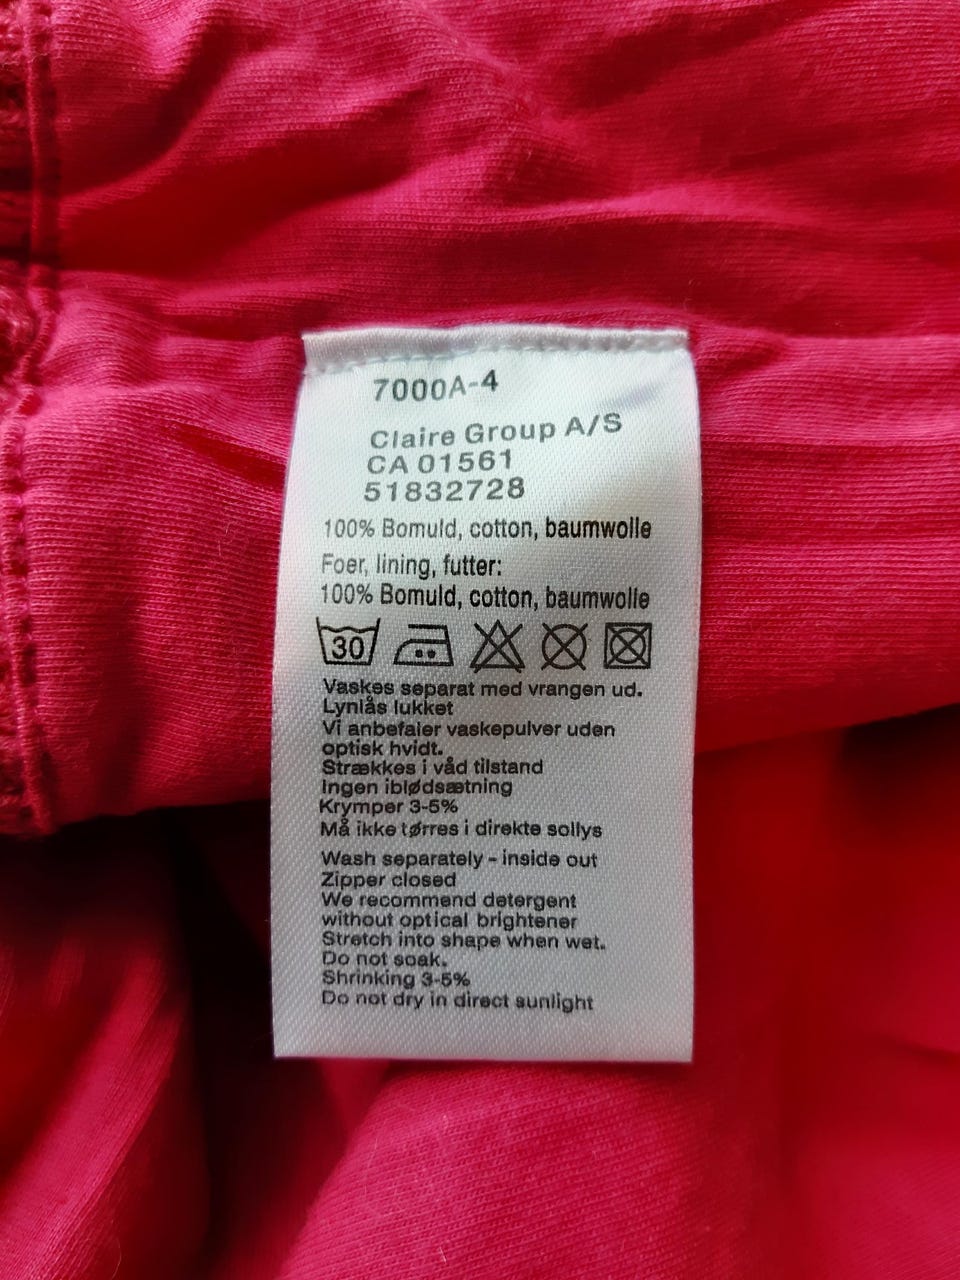 7000A-4
Claire Group A/S
CA 01561
51832728
100% Bomuld, cotton, baumwolle
Foer, lining, futter:
100% Bomuld, cotton, baumwolle
30
Vaskes separat med vrangen ud.
Lynlås lukket
Vi anbefaler vaskepulver uden
optisk hvidt.
Strækkes i våd tilstand
Ingen iblødsætning
Krymper 3-5%
Må ikke tørres i direkte sollys
Wash separately - inside out
Zipper closed
We recommend detergent
without optical brightener
Stretch into shape when wet.
Do not soak.
Shrinking 3-5%
Do not dry in direct sunlight